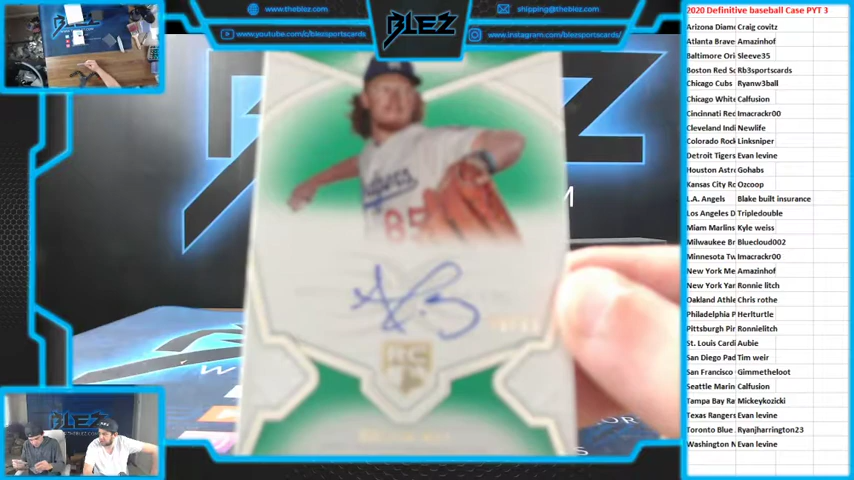 www.theblez.com
BLEZ
shipping@theblez.com
www.youtube.com/c/blezsportscards
www.instagram.com/blezsportscards/
2020 Definitive baseball Case PYT 3
Arizona Diam Craig covitz
Atlanta Brave Amazinhof
Baltimore Ori Sleeve35
Boston Red Sc Rb3sportscards
Chicago Cubs Ryanw3ball
Chicago White Calfusion
Cincinnati Rec Imacrackr00
Cleveland Indi Newlife
Colorado Rock Linksniper
Detroit Tigers Evan levine
Houston Astro Gohabs
Kansas City Ro Ozcoop
L.A. Angels Blake built insurance
Los Angeles D Tripledouble
Miam Marlins Kyle weiss
Milwaukee Br Bluecloud002
Minnesota Tw Imacrackr00
New York Me Amazinhof
New York Yan Ronnie litch
Oakland Athle Chris rothe
Philadelphia P Herlturtle
Pittsburgh Pir Ronnielitch
St. Louis Cardi Aubie
San Diego Pad Tim weir
San Francisco Gimmetheloot
Seattle Marin Calfusion
Tampa Bay Ra Mickeykozicki
Texas Rangers Evan levine
Toronto Blue Ryanjharrington23
Washington N Evan levine
85
RC
BLEZ